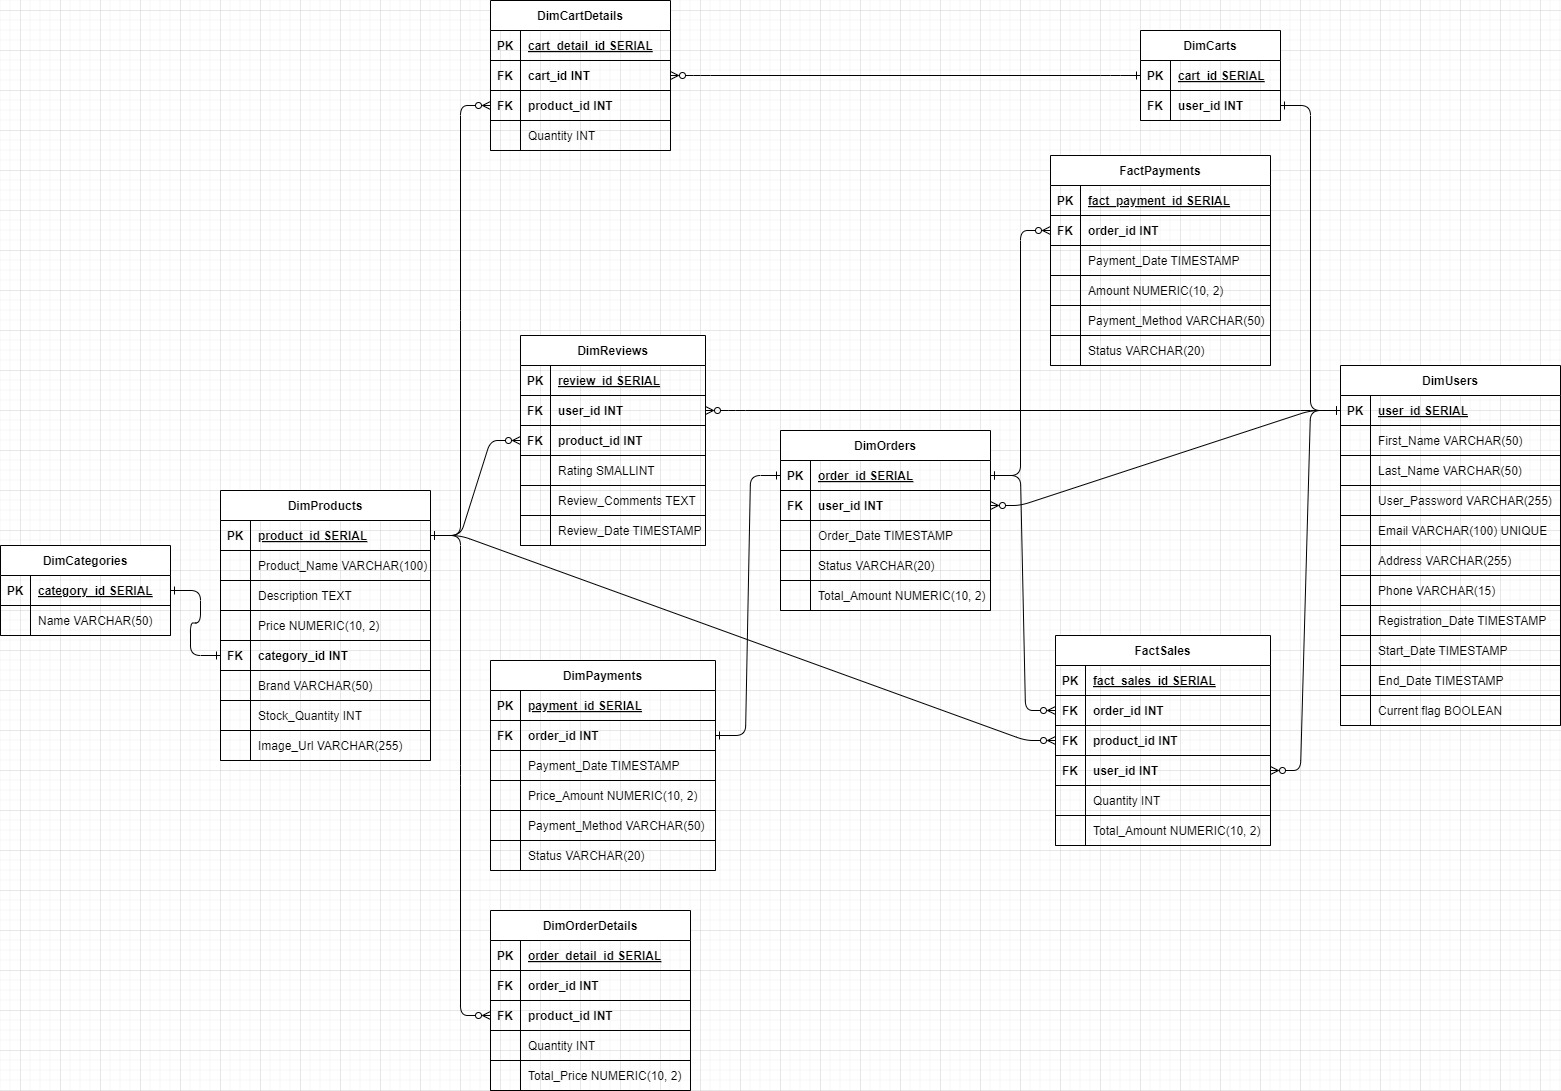 DimCartDetails
PK cart_detail_id SERIAL
FK cart_id INT
FK product_id INT
Quantity INT
DimCarts
PK cart_id SERIAL
FK user_id INT
FactPayments
PK fact_payment_id SERIAL
FK order_id INT
Payment_Date TIMESTAMP
Amount NUMERIC(10, 2)
Payment_Method VARCHAR(50)
Status VARCHAR(20)
DimReviews
PK review_id SERIAL
FK user_id INT
FK product_id INT
Rating SMALLINT
Review_Comments TEXT
Review_Date TIMESTAMP
DimUsers
PK user_id SERIAL
First_Name VARCHAR(50)
Last_Name VARCHAR(50)
User_Password VARCHAR(255)
Email VARCHAR(100) UNIQUE
Address VARCHAR(255)
Phone VARCHAR(15)
Registration_Date TIMESTAMP
Start_Date TIMESTAMP
End_Date TIMESTAMP
Current flag BOOLEAN
DimOrders
PK order_id SERIAL
FK user_id INT
Order_Date TIMESTAMP
Status VARCHAR(20)
Total_Amount NUMERIC(10, 2)
DimProducts
PK product_id SERIAL
Product_Name VARCHAR(100)
Description TEXT
Price NUMERIC(10, 2)
FK category_id INT
Brand VARCHAR(50)
Stock_Quantity INT
Image_Url VARCHAR(255)
DimCategories
PK category_id SERIAL
Name VARCHAR(50)
FactSales
PK fact_sales_id SERIAL
FK order_id INT
FK product_id INT
FK user_id INT
Quantity INT
Total_Amount NUMERIC(10, 2)
DimPayments
PK payment_id SERIAL
FK order_id INT
Payment_Date TIMESTAMP
Price_Amount NUMERIC(10, 2)
Payment_Method VARCHAR(50)
Status VARCHAR(20)
DimOrderDetails
PK order_detail_id SERIAL
FK order_id INT
FK product_id INT
Quantity INT
Total_Price NUMERIC(10, 2)